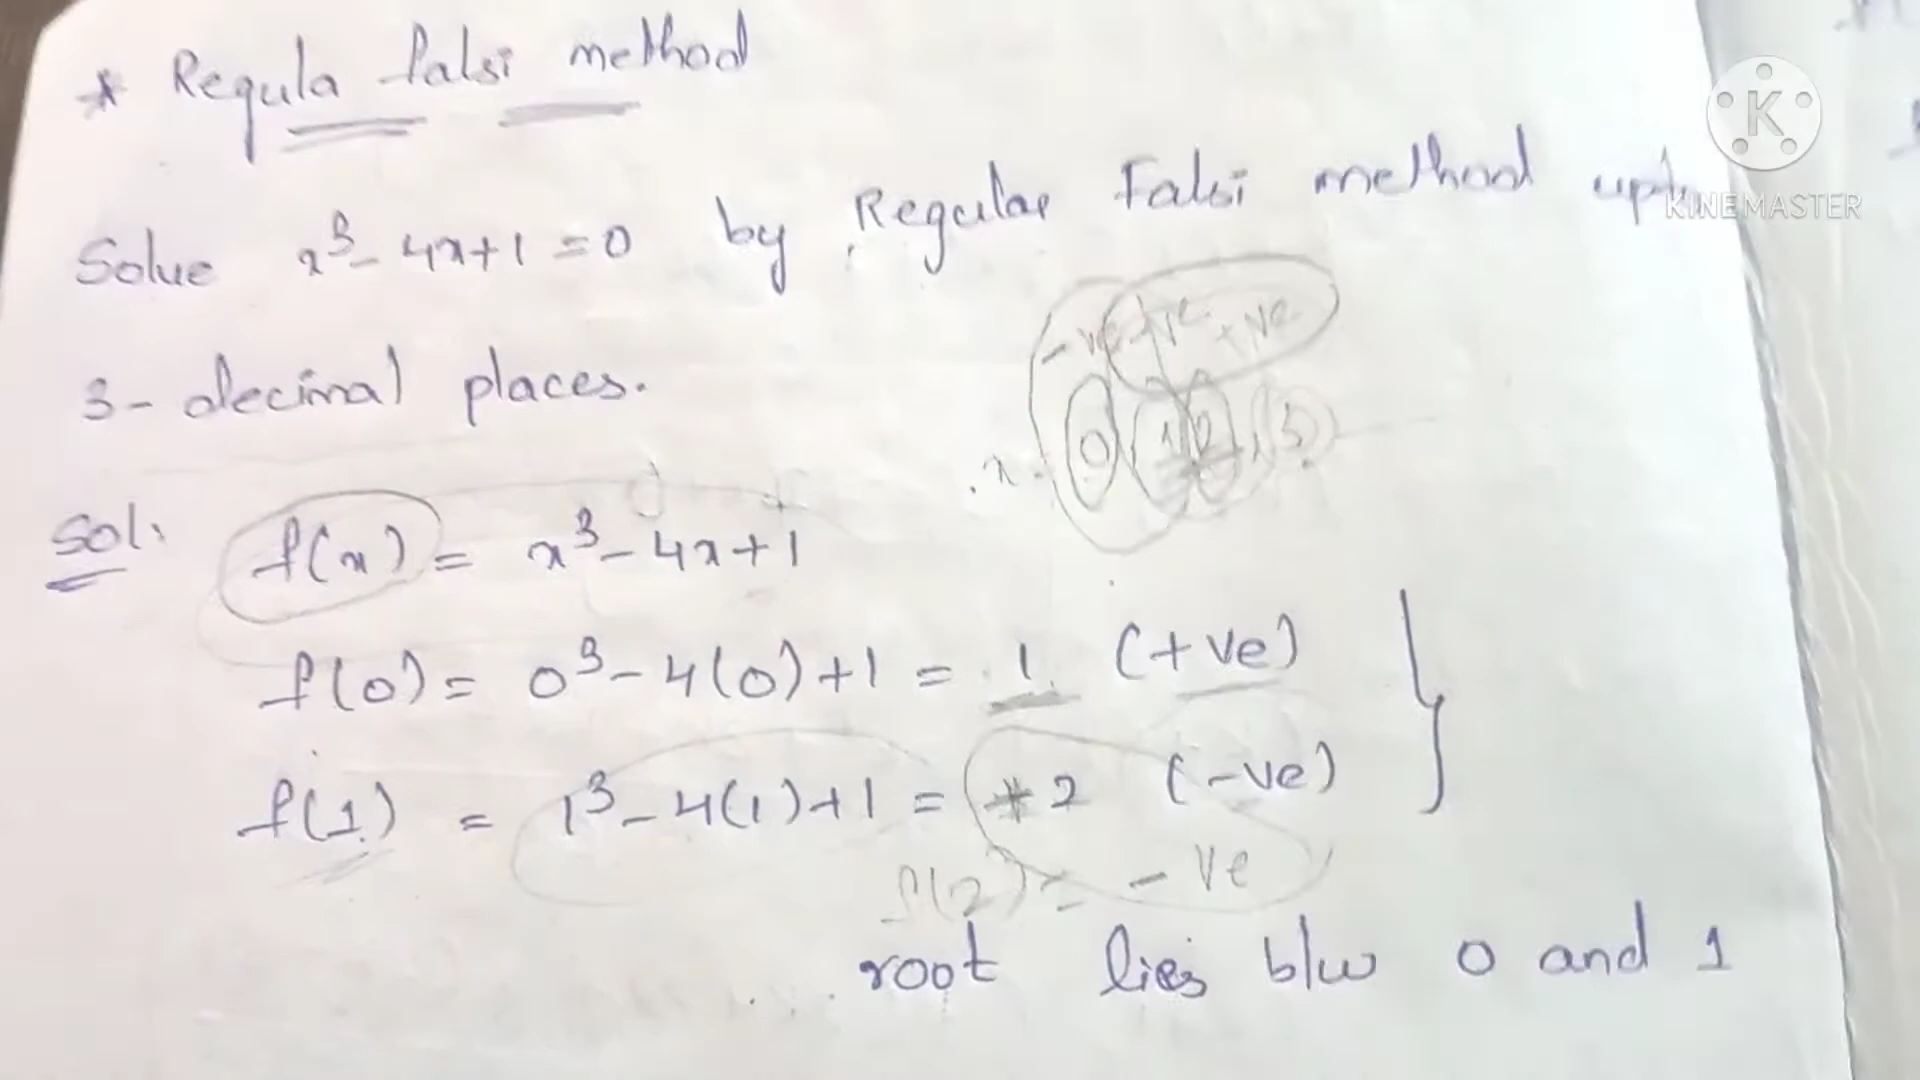 * Regula falsi method
Solve x³- 4x+1 =0 by Regular Falsi method upto
3- decimal places.
K
KINEMASTER
-ve +ve
x. 0, 1, 2, 3
Sol:
f(x) = x³- 4x+1
f(0) = 0³- 4(0)+1 = 1 (+ve)
f(1) = 1³- 4(1)+1 = -2 (-ve)
f(2) = -ve
root lies b/w 0 and 1